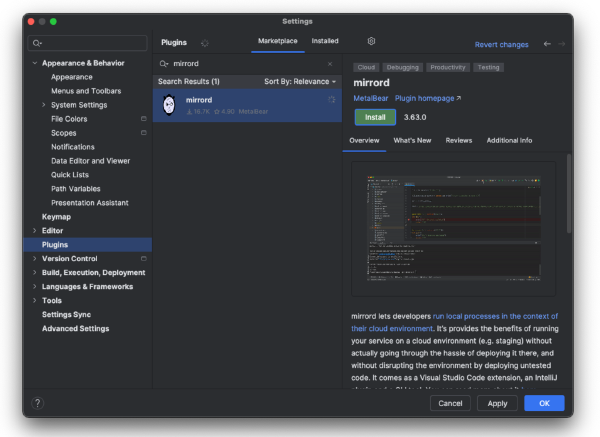 Settings
Appearance & Behavior
Appearance
Menus and Toolbars
System Settings
File Colors
Scopes
Notifications
Data Editor and Viewer
Quick Lists
Path Variables
Presentation Assistant
Keymap
Editor
Plugins
Version Control
Build, Execution, Deployment
Languages & Frameworks
Tools
Settings Sync
Advanced Settings
Plugins
Marketplace
Installed
Revert changes
mirrord
Search Results (1)
Sort By: Relevance
mirrord
4.90 MetalBear
Cloud
Debugging
Productivity
Testing
mirrord
MetalBear Plugin homepage
Install
3.63.0
Overview
What's New
Reviews
Additional Info
mirrord lets developers run local processes in the context of
their cloud environment. It's provides the benefits of running
your service on a cloud environment (e.g. staging) without
actually going through the hassle of deploying it there, and
without disrupting the environment by deploying untested
code. It comes as a Visual Studio Code extension, an IntelliJ
?
Cancel
Apply
OK